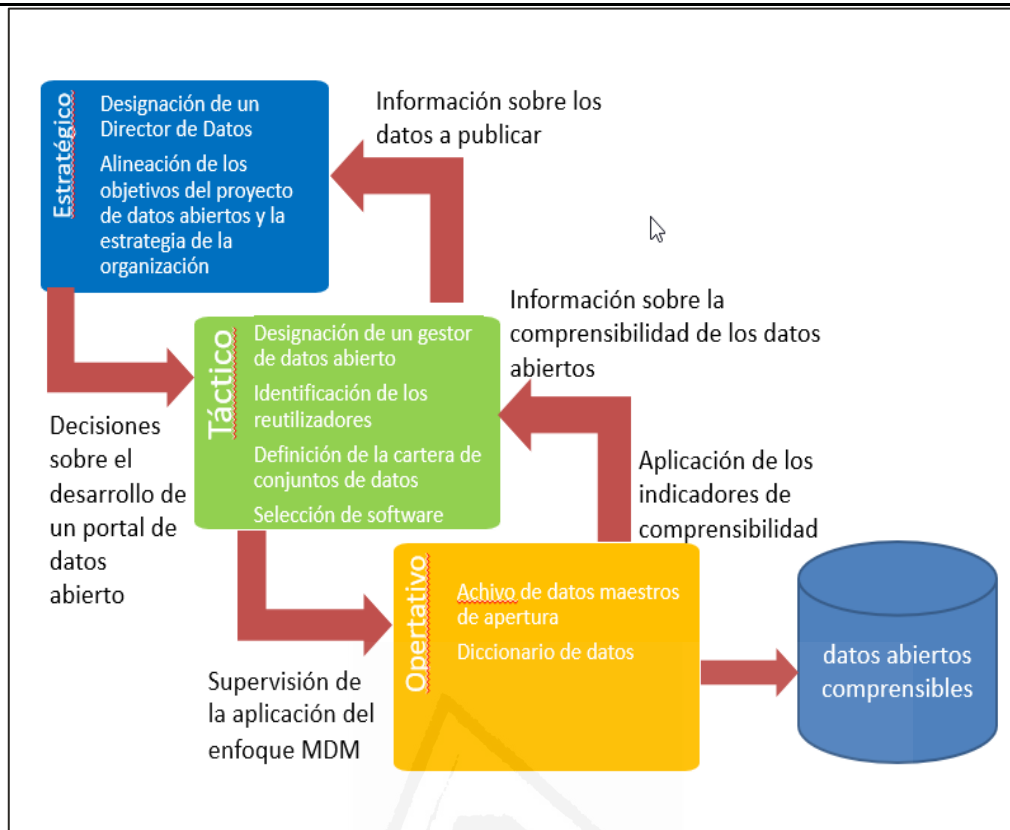 Estratégico
Designación de un
Director de Datos
Alineación de los
objetivos del proyecto
de datos abiertos y la
estrategia de la
organización
Información sobre los
datos a publicar
Táctico
Designación de un gestor
de datos abierto
Identificación de los
reutilizadores
Definición de la cartera de
conjuntos de datos
Selección de software
Información sobre la
comprensibilidad de los datos
abiertos
Decisiones
sobre el
desarrollo de
un portal de
datos
abierto
Aplicación de los
indicadores de
comprensibilidad
Opertativo
Achivo de datos maestros
de apertura
Diccionario de datos
Supervisión de
la aplicación del
enfoque MDM
datos abiertos
comprensibles